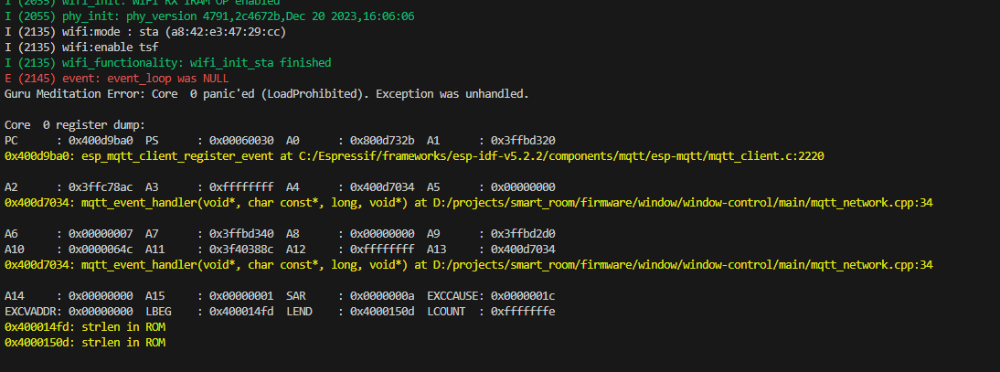 I (2055) wifi_init: WiFi RX IRAM OP enabled
I (2055) phy_init: phy_version 4791,2c4672b,Dec 20 2023,16:06:06
I (2135) wifi:mode : sta (a8:42:e3:47:29:cc)
I (2135) wifi:enable tsf
I (2135) wifi_functionality: wifi_init_sta finished
E (2145) event: event_loop was NULL
Guru Meditation Error: Core  0 panic'ed (LoadProhibited). Exception was unhandled.
Core  0 register dump:
PC      : 0x400d9ba0  PS      : 0x00060030  A0      : 0x800d732b  A1      : 0x3ffbd320
0x400d9ba0: esp_mqtt_client_register_event at C:/Espressif/frameworks/esp-idf-v5.2.2/components/mqtt/esp-mqtt/mqtt_client.c:2220
A2      : 0x3ffc78ac  A3      : 0xffffffff  A4      : 0x400d7034  A5      : 0x00000000
0x400d7034: mqtt_event_handler(void*, char const*, long, void*) at D:/projects/smart_room/firmware/window/window-control/main/mqtt_network.cpp:34
A6      : 0x00000007  A7      : 0x3ffbd340  A8      : 0x00000000  A9      : 0x3ffbd2d0
A10     : 0x0000064c  A11     : 0x3f40388c  A12     : 0xffffffff  A13     : 0x400d7034
0x400d7034: mqtt_event_handler(void*, char const*, long, void*) at D:/projects/smart_room/firmware/window/window-control/main/mqtt_network.cpp:34
A14     : 0x00000000  A15     : 0x00000001  SAR     : 0x0000000a  EXCCAUSE: 0x0000001c
EXCVADDR: 0x00000000  LBEG    : 0x400014fd  LEND    : 0x4000150d  LCOUNT  : 0xfffffffe
0x400014fd: strlen in ROM
0x4000150d: strlen in ROM